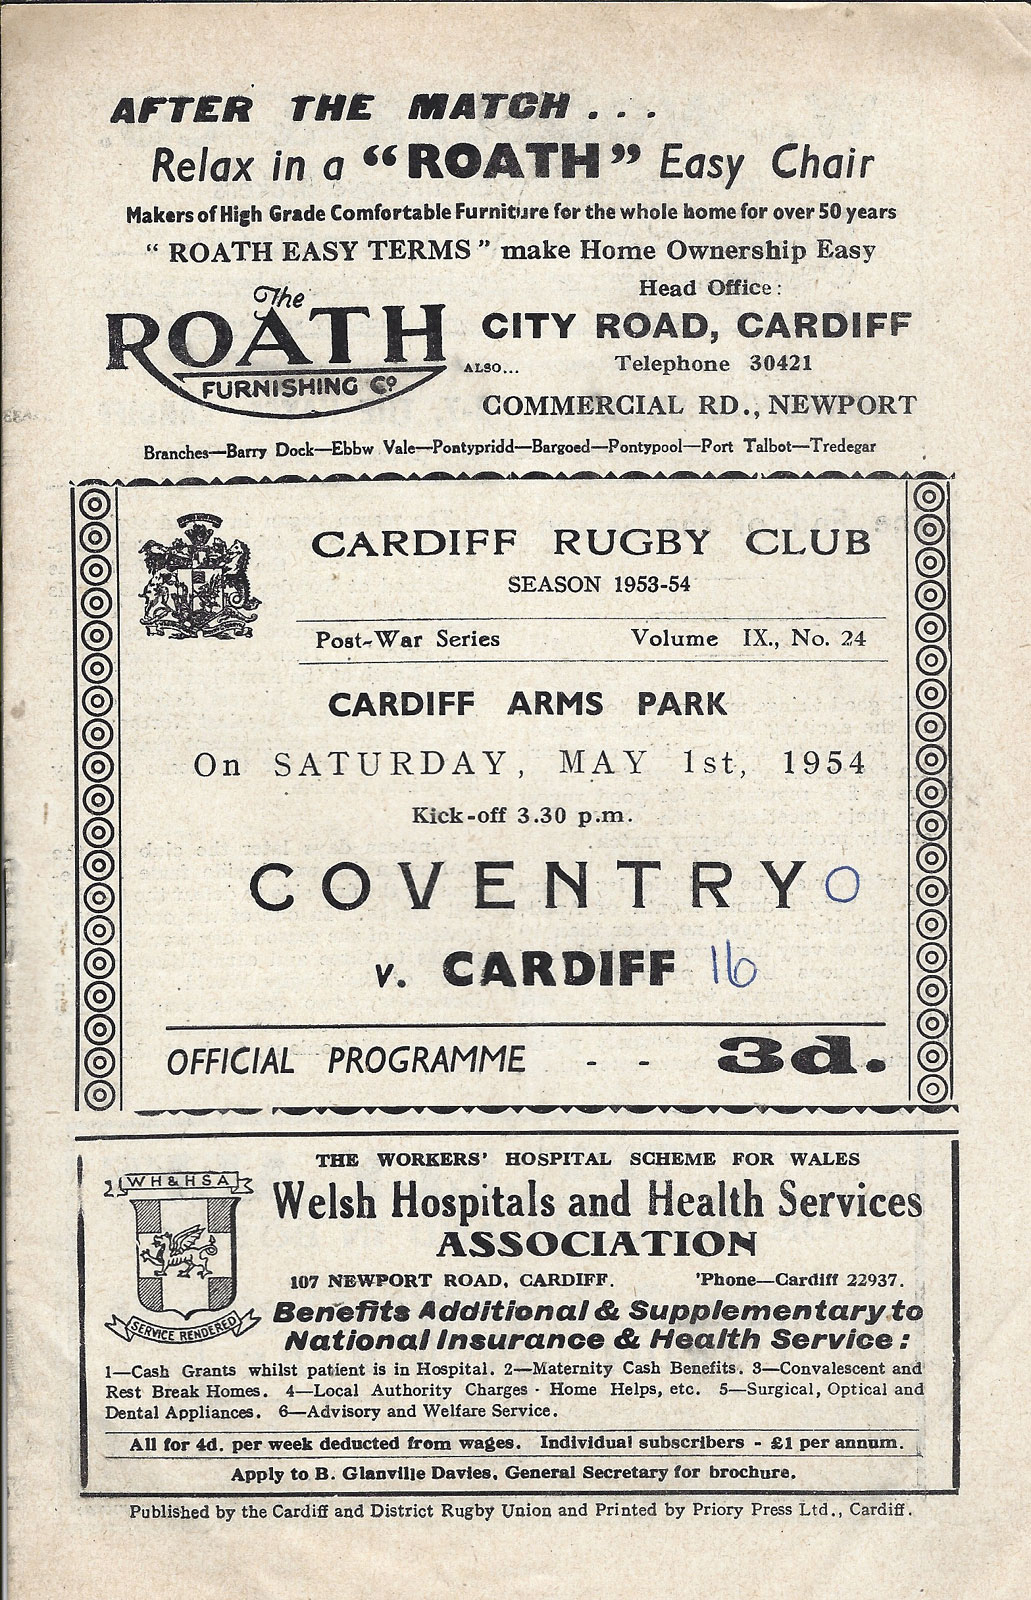 AFTER THE MATCH . . .
Relax in a “ROATH” Easy Chair
Makers of High Grade Comfortable Furniture for the whole home for over 50 years
“ ROATH EASY TERMS ” make Home Ownership Easy
The
ROATH
FURNISHING Co
Head Office :
CITY ROAD, CARDIFF
ALSO...
Telephone 30421
COMMERCIAL RD., NEWPORT
Branches—Barry Dock—Ebbw Vale—Pontypridd—Bargoed—Pontypool—Port Talbot—Tredegar
CARDIFF RUGBY CLUB
SEASON 1953-54
Post-War Series Volume IX., No. 24
CARDIFF ARMS PARK
On SATURDAY, MAY 1st, 1954
Kick-off 3.30 p.m.
COVENTRY 0
v. CARDIFF 16
OFFICIAL PROGRAMME - - 3d.
THE WORKERS' HOSPITAL SCHEME FOR WALES
WH&HSA
SERVICE RENDERED
Welsh Hospitals and Health Services
ASSOCIATION
107 NEWPORT ROAD, CARDIFF. 'Phone—Cardiff 22937.
Benefits Additional & Supplementary to
National Insurance & Health Service :
1—Cash Grants whilst patient is in Hospital. 2—Maternity Cash Benefits. 3—Convalescent and
Rest Break Homes. 4—Local Authority Charges - Home Helps, etc. 5—Surgical, Optical and
Dental Appliances. 6—Advisory and Welfare Service.
All for 4d. per week deducted from wages. Individual subscribers - £1 per annum.
Apply to B. Glanville Davies, General Secretary for brochure.
Published by the Cardiff and District Rugby Union and Printed by Priory Press Ltd., Cardiff.